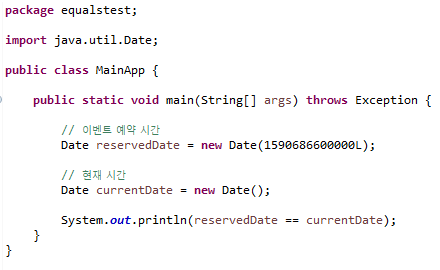 package equalstest;
import java.util.Date;
public class MainApp {
public static void main(String[] args) throws Exception {
// 이벤트 예약 시간
Date reservedDate = new Date(1590686600000L);
// 현재 시간
Date currentDate = new Date();
System.out.println(reservedDate == currentDate);
}
}